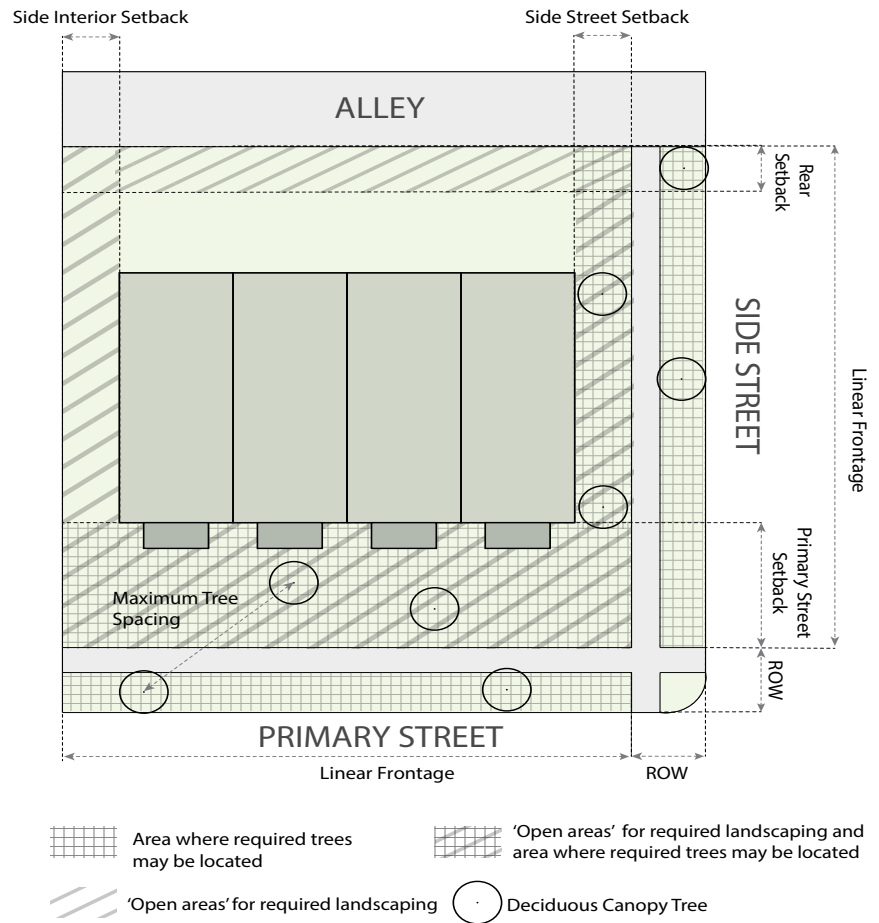 Side Interior Setback
Side Street Setback
ALLEY
Rear
Setback
SIDE STREET
Linear Frontage
Primary Street
Setback
Maximum Tree
Spacing
ROW
PRIMARY STREET
Linear Frontage
ROW
Area where required trees
may be located
'Open areas' for required landscaping and
area where required trees may be located
'Open areas' for required landscaping
Deciduous Canopy Tree